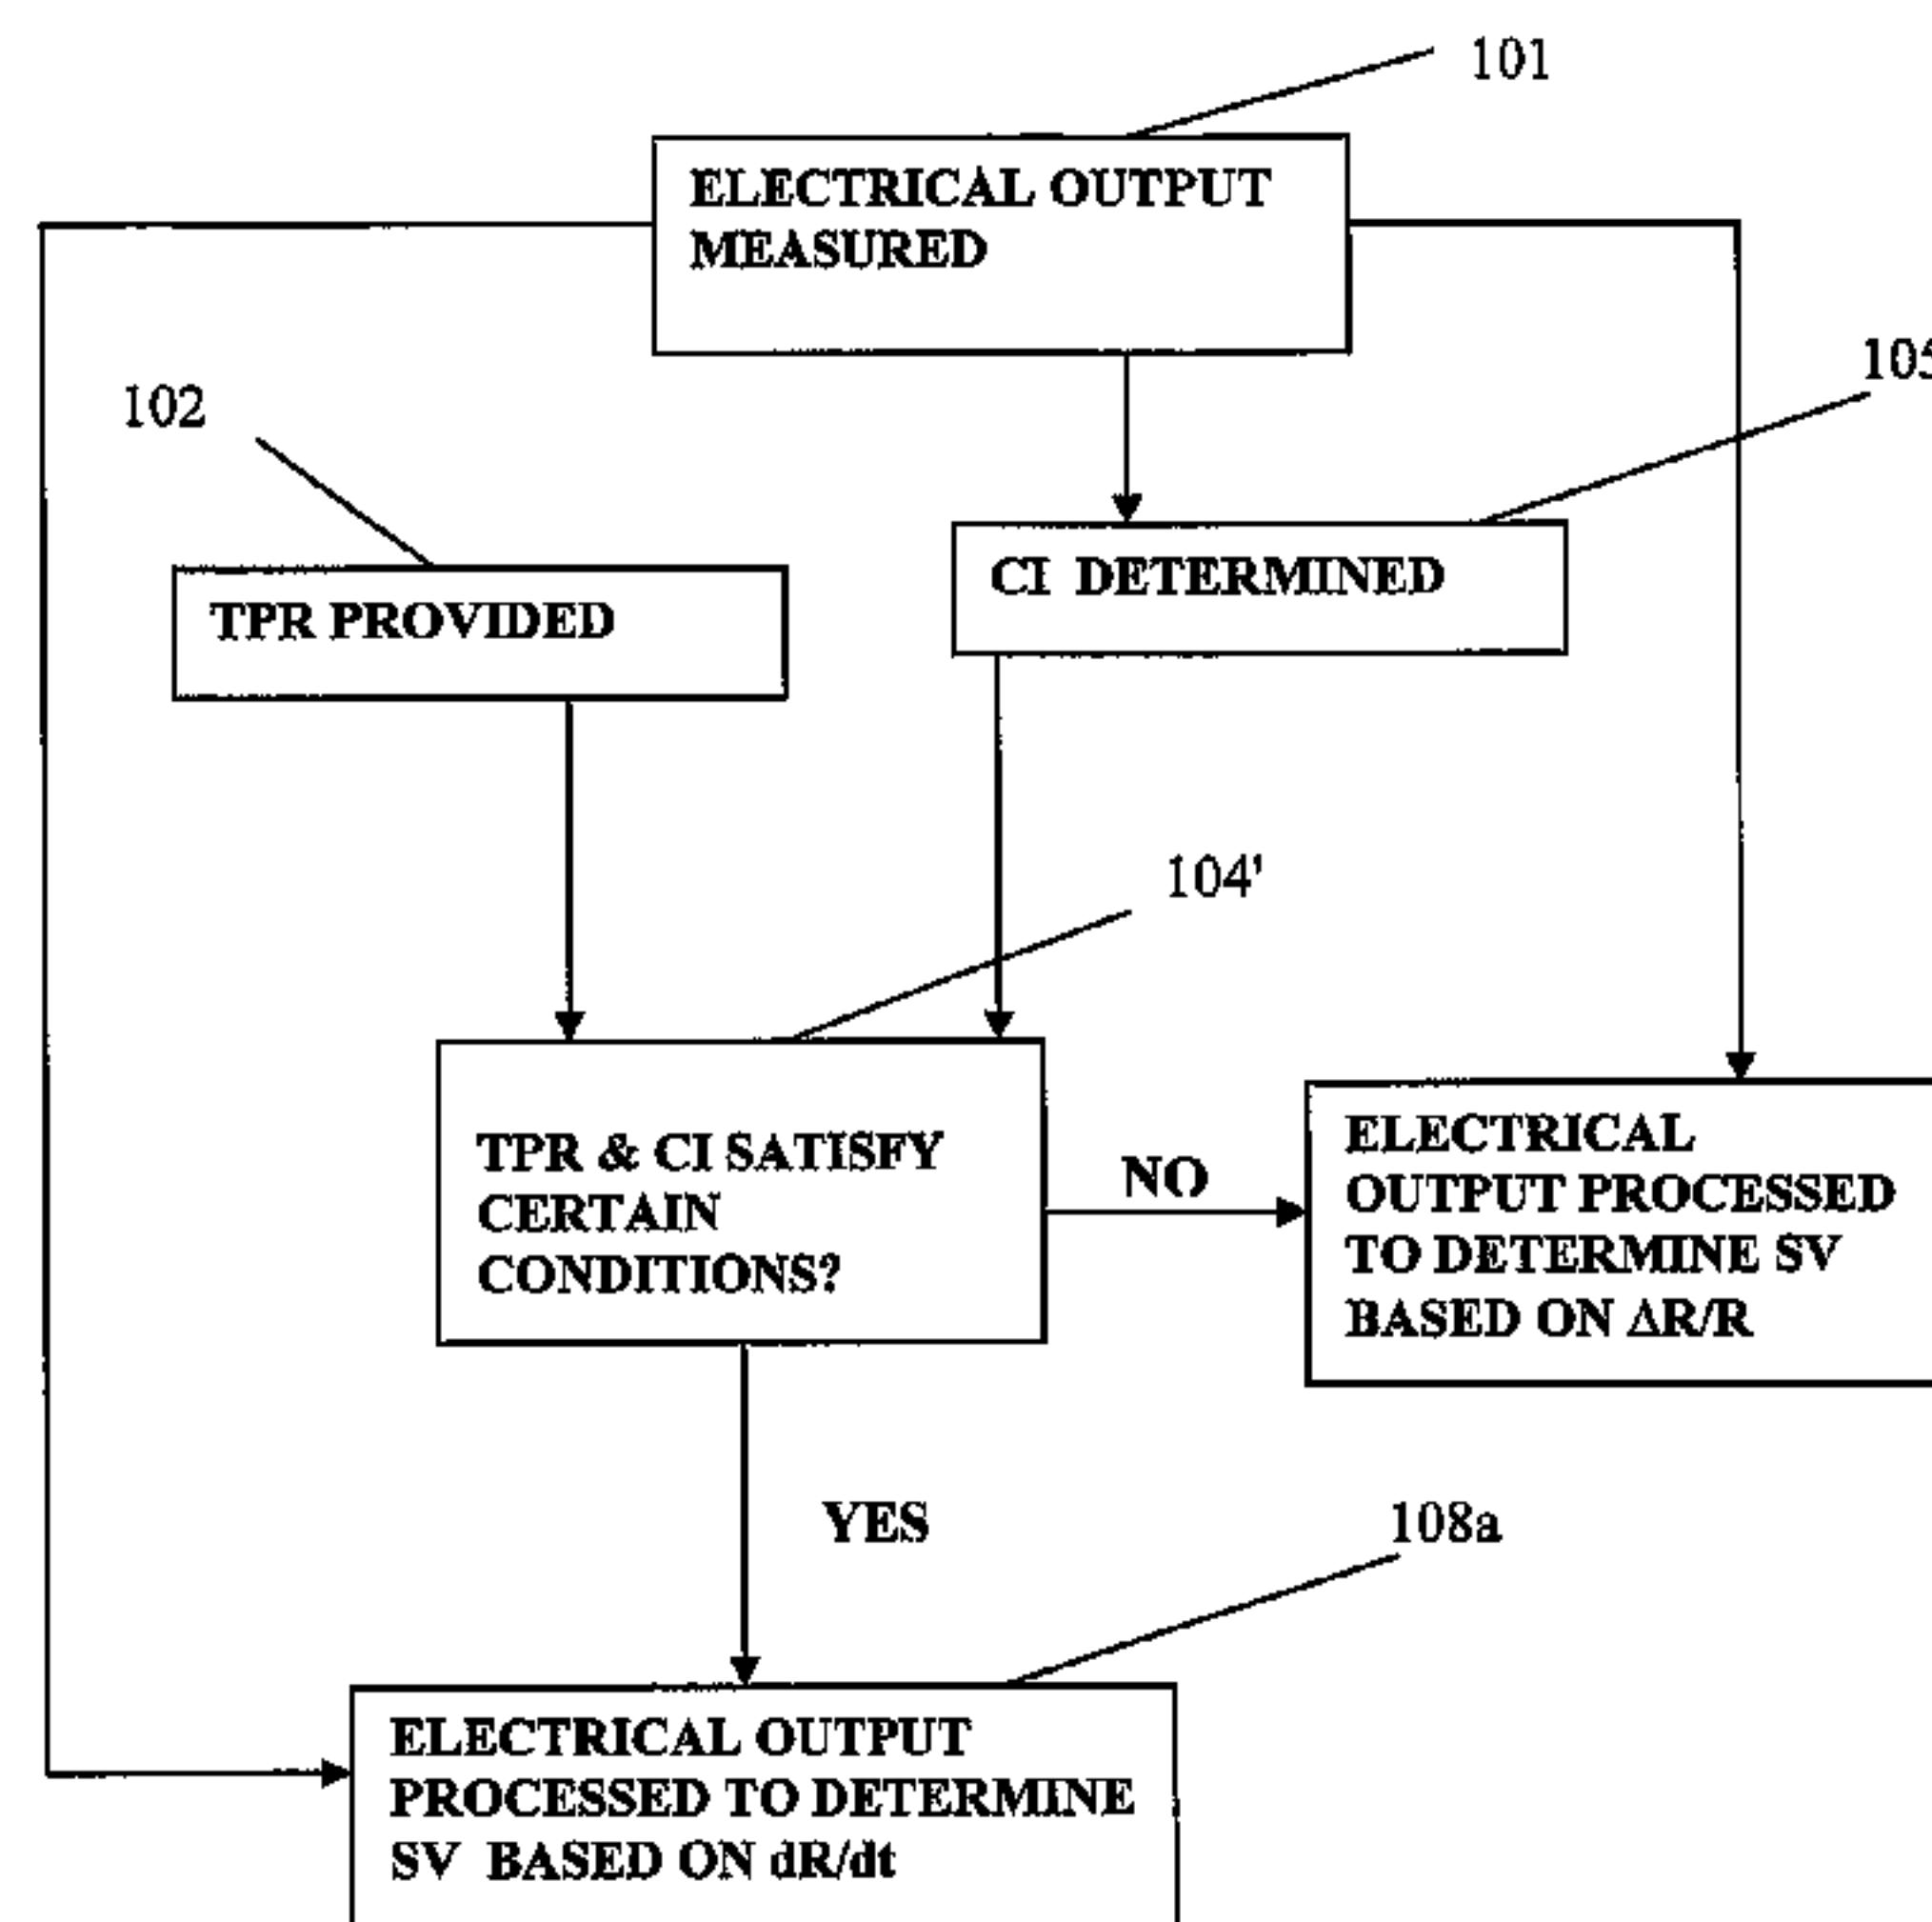 101
ELECTRICAL OUTPUT
MEASURED
102
TPR PROVIDED
CI DETERMINED
104'
TPR & CI SATISFY
CERTAIN
CONDITIONS?
NO
ELECTRICAL
OUTPUT PROCESSED
TO DETERMINE SV
BASED ON ΔR/R
YES
108a
ELECTRICAL OUTPUT
PROCESSED TO DETERMINE
SV BASED ON dR/dt